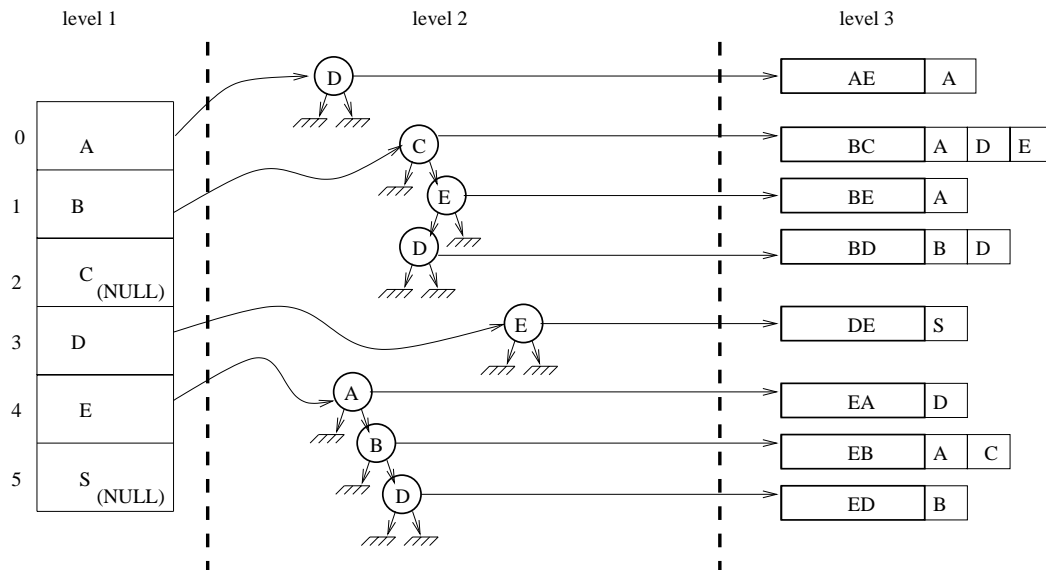 level 1 level 2 level 3
D AE A
0 A C BC A D E
1 B E BE A
D BD B D
2 C (NULL)
3 D E DE S
4 E A EA D
B EB A C
5 S (NULL) D ED B